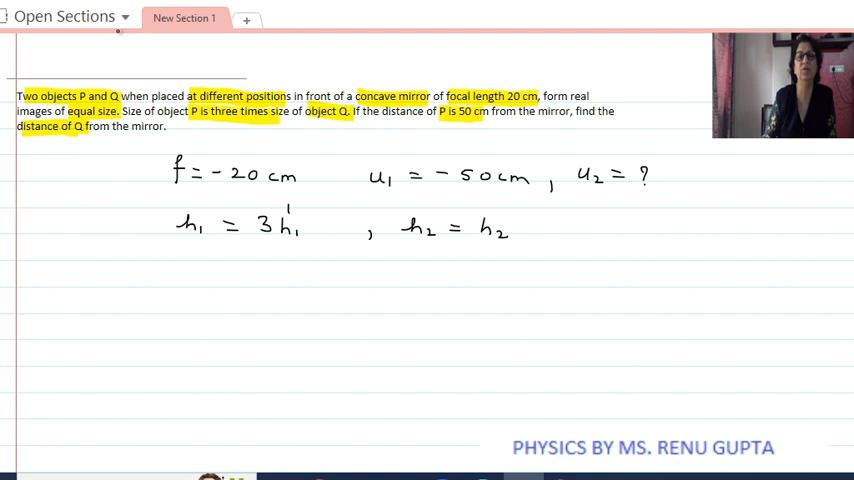 Open Sections
New Section 1
+
Two objects P and Q when placed at different positions in front of a concave mirror of focal length 20 cm, form real
images of equal size. Size of object P is three times size of object Q. If the distance of P is 50 cm from the mirror, find the
distance of Q from the mirror.
f = - 20 cm u₁ = - 50 cm , u₂ = ?
h₁ = 3h₁' , h₂ = h₂
PHYSICS BY MS. RENU GUPTA